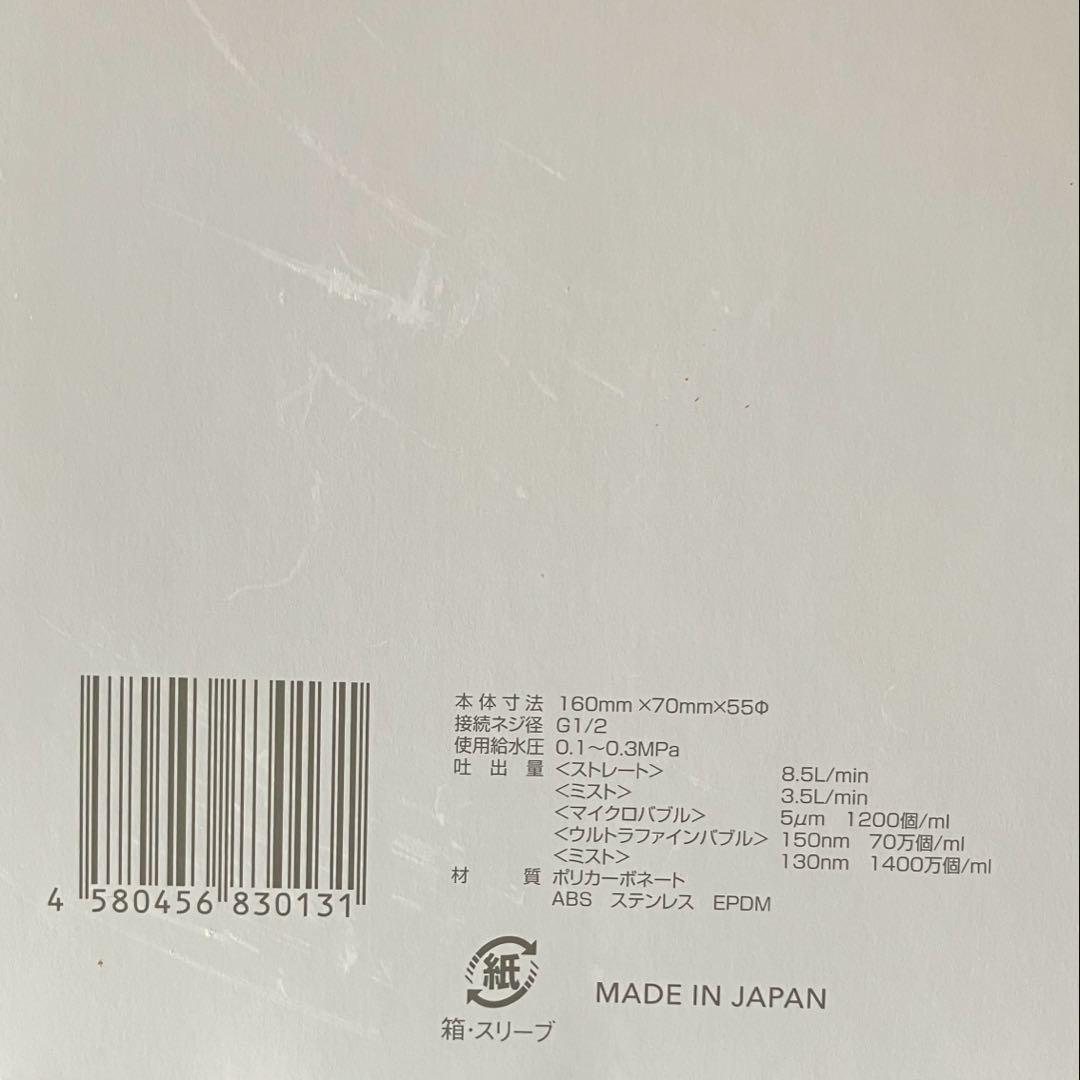 本体寸法 160mm×70mm×55Φ
接続ネジ径 G1/2
使用給水圧 0.1～0.3MPa
吐出量 <ストレート> 8.5L/min
<ミスト> 3.5L/min
<マイクロバブル> 5μm 1200個/ml
<ウルトラファインバブル> 150nm 70万個/ml
<ミスト> 130nm 1400万個/ml
材質 ポリカーボネート
ABS ステンレス EPDM
4 580456 830131
紙
箱・スリーブ
MADE IN JAPAN